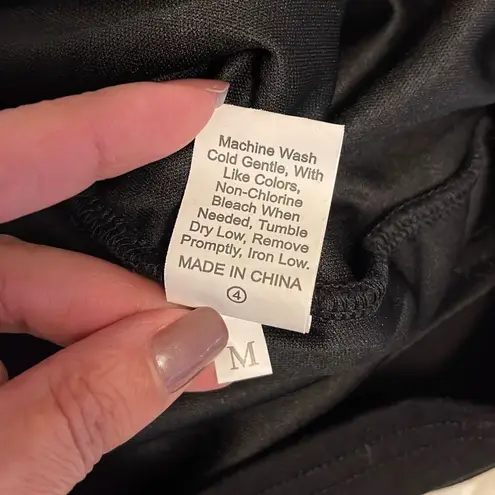 Machine Wash
Cold Gentle, With
Like Colors,
Non-Chlorine
Bleach When
Needed, Tumble
Dry Low, Remove
Promptly, Iron Low.
MADE IN CHINA
④
M